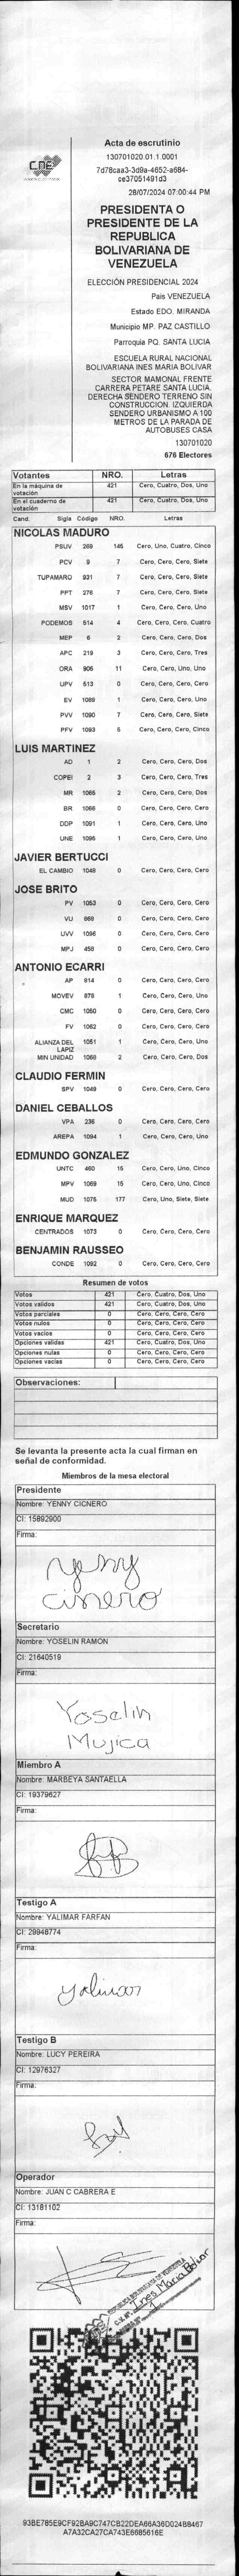 CNE
Acta de escrutinio
130701020.01.1.0001
7d78caa3-3d9a-4652-a684-
ce37051491d3
28/07/2024 07:00:44 PM
PRESIDENTA O
PRESIDENTE DE LA
REPUBLICA
BOLIVARIANA DE
VENEZUELA
ELECCIÓN PRESIDENCIAL 2024
Pais VENEZUELA
Estado EDO. MIRANDA
Municipio MP. PAZ CASTILLO
Parroquia PQ. SANTA LUCIA
ESCUELA RURAL NACIONAL
BOLIVARIANA INES MARIA BOLIVAR
SECTOR MAMONAL FRENTE
CARRERA PETARE SANTA LUCIA.
DERECHA SENDERO TERRENO SIN
CONSTRUCCION. IZQUIERDA
SENDERO URBANISMO A 100
METROS DE LA PARADA DE
AUTOBUSES CASA
130701020
676 Electores
Votantes NRO. Letras
En la máquina de votación 421 Cero, Cuatro, Dos, Uno
En el cuaderno de votación 421 Cero, Cuatro, Dos, Uno
Cand. Sigla Código NRO. Letras
NICOLAS MADURO
PSUV 269 145 Cero, Uno, Cuatro, Cinco
PCV 9 7 Cero, Cero, Cero, Siete
TUPAMARO 931 7 Cero, Cero, Cero, Siete
PPT 276 7 Cero, Cero, Cero, Siete
MSV 1017 1 Cero, Cero, Cero, Uno
PODEMOS 514 4 Cero, Cero, Cero, Cuatro
MEP 6 2 Cero, Cero, Cero, Dos
APC 219 3 Cero, Cero, Cero, Tres
ORA 906 11 Cero, Cero, Uno, Uno
UPV 513 0 Cero, Cero, Cero, Cero
EV 1089 1 Cero, Cero, Cero, Uno
PVV 1090 7 Cero, Cero, Cero, Siete
PFV 1093 5 Cero, Cero, Cero, Cinco
LUIS MARTINEZ
AD 1 2 Cero, Cero, Cero, Dos
COPEI 2 3 Cero, Cero, Cero, Tres
MR 1065 2 Cero, Cero, Cero, Dos
BR 1066 0 Cero, Cero, Cero, Cero
DDP 1091 1 Cero, Cero, Cero, Uno
UNE 1095 1 Cero, Cero, Cero, Uno
JAVIER BERTUCCI
EL CAMBIO 1048 0 Cero, Cero, Cero, Cero
JOSE BRITO
PV 1053 0 Cero, Cero, Cero, Cero
VU 868 0 Cero, Cero, Cero, Cero
UVV 1096 0 Cero, Cero, Cero, Cero
MPJ 458 0 Cero, Cero, Cero, Cero
ANTONIO ECARRI
AP 814 0 Cero, Cero, Cero, Cero
MOVEV 878 1 Cero, Cero, Cero, Uno
CMC 1050 0 Cero, Cero, Cero, Cero
FV 1062 0 Cero, Cero, Cero, Cero
ALIANZA DEL LAPIZ 1051 1 Cero, Cero, Cero, Uno
MIN UNIDAD 1068 2 Cero, Cero, Cero, Dos
CLAUDIO FERMIN
SPV 1049 0 Cero, Cero, Cero, Cero
DANIEL CEBALLOS
VPA 236 0 Cero, Cero, Cero, Cero
AREPA 1094 1 Cero, Cero, Cero, Uno
EDMUNDO GONZALEZ
UNTC 460 15 Cero, Cero, Uno, Cinco
MPV 1069 15 Cero, Cero, Uno, Cinco
MUD 1075 177 Cero, Uno, Siete, Siete
ENRIQUE MARQUEZ
CENTRADOS 1073 0 Cero, Cero, Cero, Cero
BENJAMIN RAUSSEO
CONDE 1092 0 Cero, Cero, Cero, Cero
Resumen de votos
Votos 421 Cero, Cuatro, Dos, Uno
Votos validos 421 Cero, Cuatro, Dos, Uno
Votos parciales 0 Cero, Cero, Cero, Cero
Votos nulos 0 Cero, Cero, Cero, Cero
Votos vacios 0 Cero, Cero, Cero, Cero
Opciones validas 421 Cero, Cuatro, Dos, Uno
Opciones nulas 0 Cero, Cero, Cero, Cero
Opciones vacias 0 Cero, Cero, Cero, Cero
Observaciones:
Se levanta la presente acta la cual firman en
señal de conformidad.
Miembros de la mesa electoral
Presidente
Nombre: YENNY CICNERO
CI: 15892900
Firma:
yeny
cisnero
Secretario
Nombre: YOSELIN RAMON
CI: 21640519
Firma:
Yoselin
Mujica
Miembro A
Nombre: MARBEYA SANTAELLA
CI: 19379627
Firma:
Testigo A
Nombre: YALIMAR FARFAN
CI: 29948774
Firma:
yalimar
Testigo B
Nombre: LUCY PEREIRA
CI: 12976327
Firma:
Operador
Nombre: JUAN C CABRERA E
CI: 13181102
Firma:
Ines Maria Bolivar
93BE785E9CF92BA9C747CB22DEA66A36D024B8467
A7A32CA27CA743E6685616E